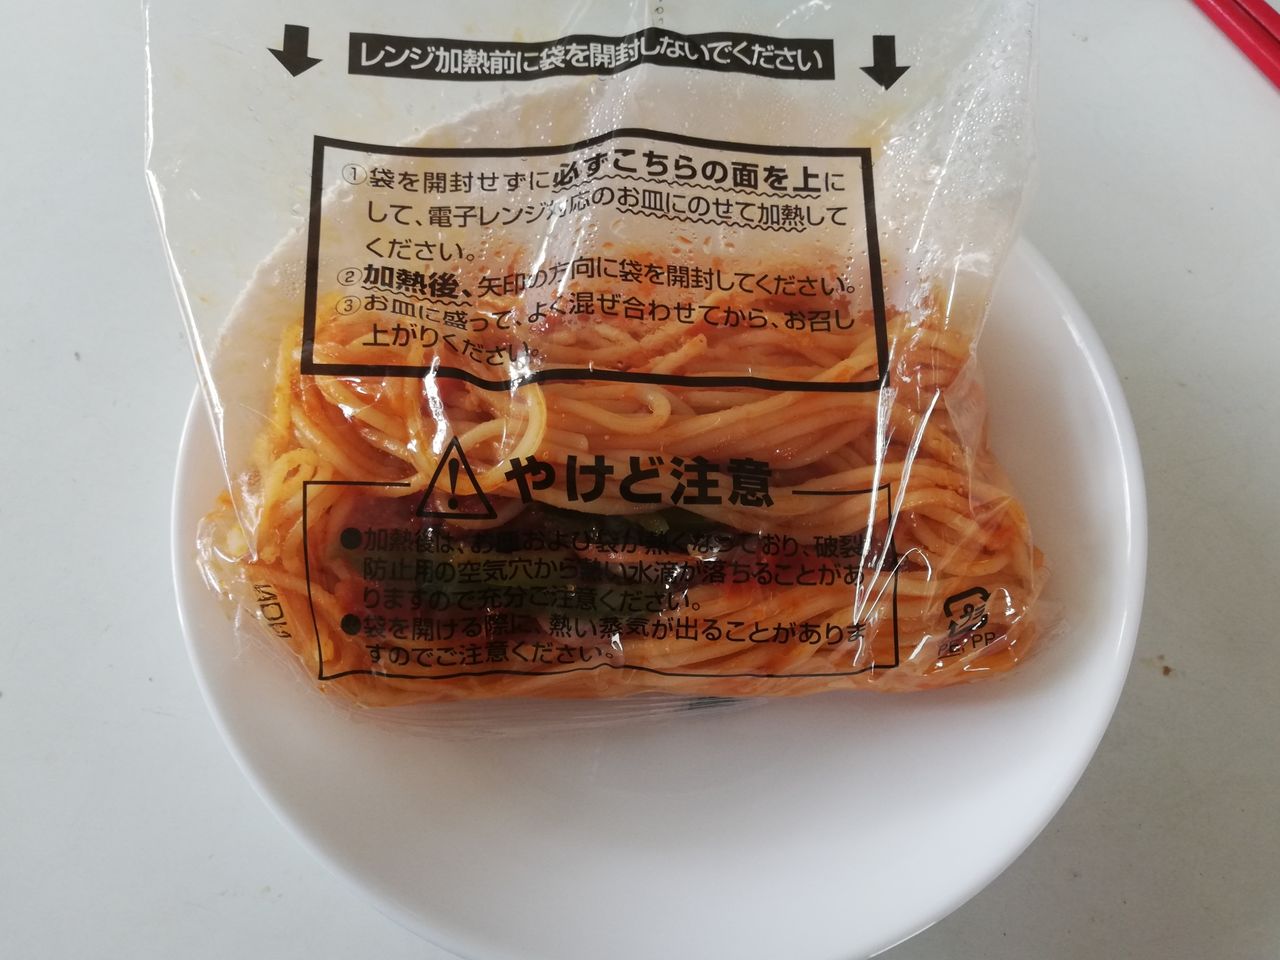 レンジ加熱前に袋を開封しないでください
①袋を開封せずに必ずこちらの面を上に
して、電子レンジ対応のお皿にのせて加熱して
ください。
②加熱後、矢印の方向に袋を開封してください。
③お皿に盛って、よく混ぜ合わせてから、お召し
上がりください。
やけど注意
●加熱後は、お皿および袋が熱くなっており、破裂
防止用の空気穴から熱い水滴が落ちることがあ
りますので充分ご注意ください。
●袋を開ける際に、熱い蒸気が出ることがありま
すのでご注意ください。
プラ
PE, PP